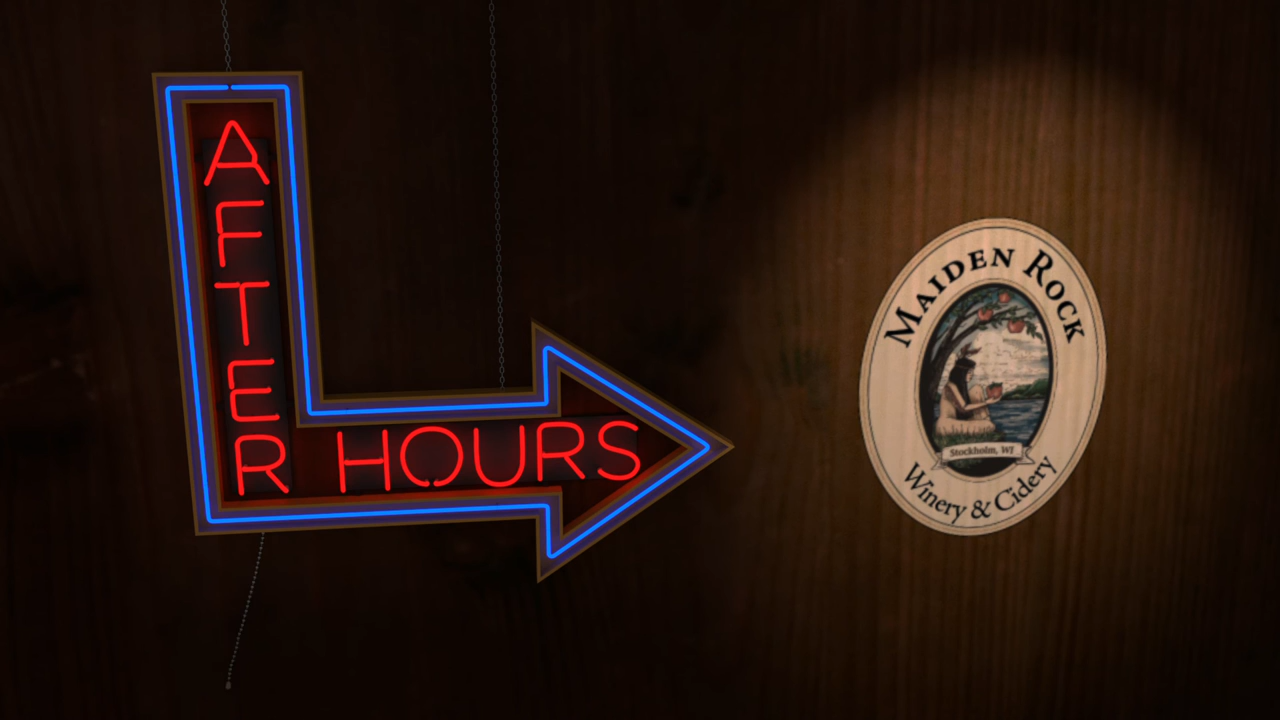 AFTER
HOURS
MAIDEN ROCK
Stockholm, WI
Winery & Cidery